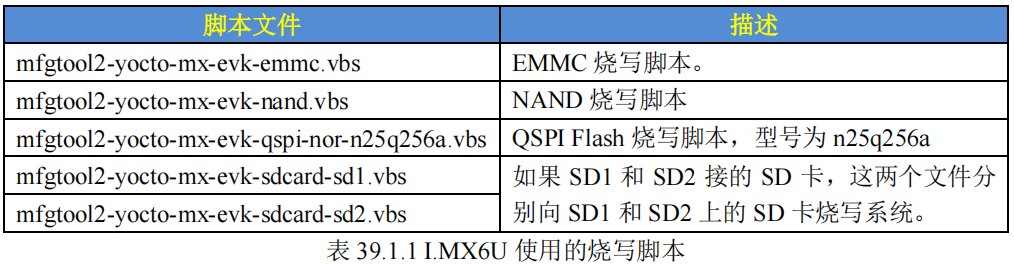 脚本文件 描述
mfgtool2-yocto-mx-evk-emmc.vbs EMMC 烧写脚本。
mfgtool2-yocto-mx-evk-nand.vbs NAND 烧写脚本
mfgtool2-yocto-mx-evk-qspi-nor-n25q256a.vbs QSPI Flash 烧写脚本，型号为 n25q256a
mfgtool2-yocto-mx-evk-sdcard-sd1.vbs 如果 SD1 和 SD2 接的 SD 卡，这两个文件分
mfgtool2-yocto-mx-evk-sdcard-sd2.vbs 别向 SD1 和 SD2 上的 SD 卡烧写系统。
表 39.1.1 I.MX6U 使用的烧写脚本